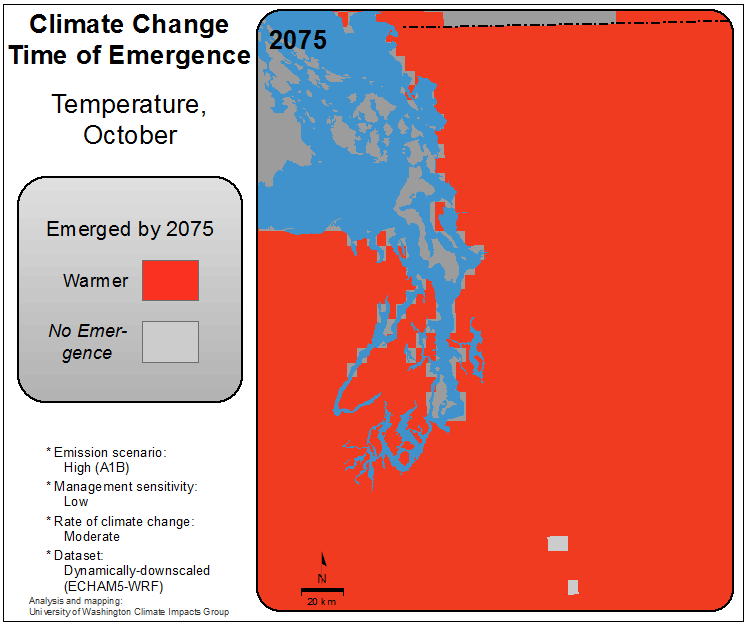 Climate Change
Time of Emergence
Temperature,
October
Emerged by 2075
Warmer
No Emer-
gence
* Emission scenario:
High (A1B)
* Management sensitivity:
Low
* Rate of climate change:
Moderate
* Dataset:
Dynamically-downscaled
(ECHAM5-WRF)
Analysis and mapping:
University of Washington Climate Impacts Group
2075
N
20 km